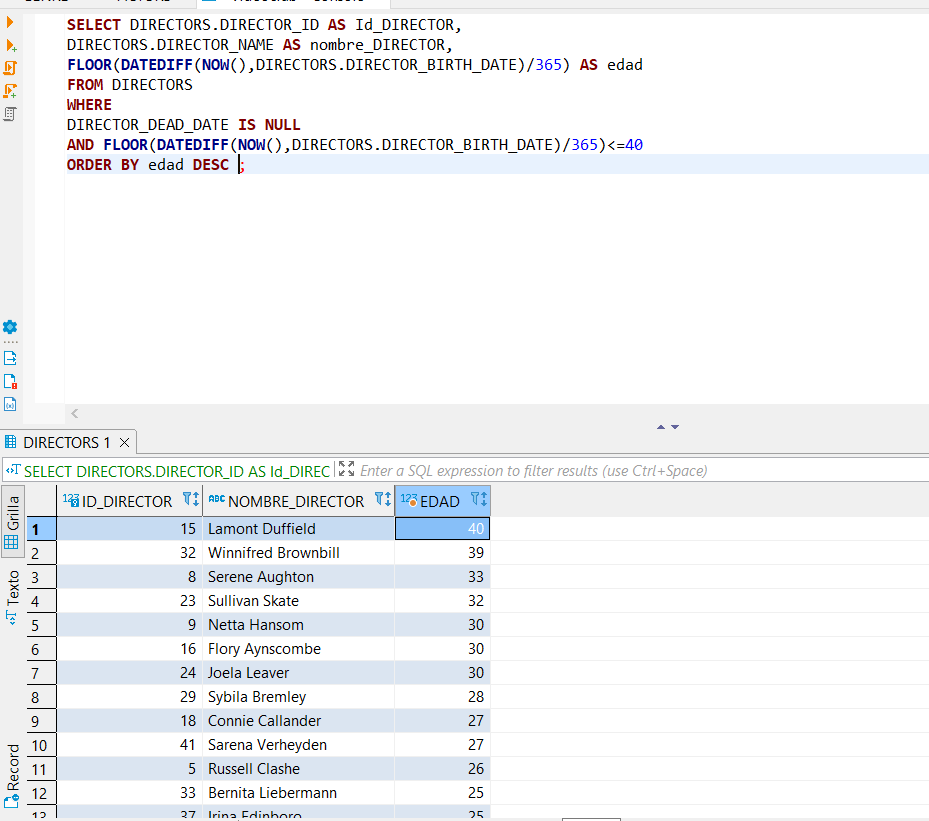 SELECT DIRECTORS.DIRECTOR_ID AS Id_DIRECTOR,
DIRECTORS.DIRECTOR_NAME AS nombre_DIRECTOR,
FLOOR(DATEDIFF(NOW(),DIRECTORS.DIRECTOR_BIRTH_DATE)/365) AS edad
FROM DIRECTORS
WHERE
DIRECTOR_DEAD_DATE IS NULL
AND FLOOR(DATEDIFF(NOW(),DIRECTORS.DIRECTOR_BIRTH_DATE)/365)<=40
ORDER BY edad DESC ;
DIRECTORS 1
SELECT DIRECTORS.DIRECTOR_ID AS Id_DIREC Enter a SQL expression to filter results (use Ctrl+Space)
Grilla
Texto
Record
123 ID_DIRECTOR ABC NOMBRE_DIRECTOR 123 EDAD
1 15 Lamont Duffield 40
2 32 Winnifred Brownbill 39
3 8 Serene Aughton 33
4 23 Sullivan Skate 32
5 9 Netta Hansom 30
6 16 Flory Aynscombe 30
7 24 Joela Leaver 30
8 29 Sybila Bremley 28
9 18 Connie Callander 27
10 41 Sarena Verheyden 27
11 5 Russell Clashe 26
12 33 Bernita Liebermann 25
13 37 Irina Edinboro 25